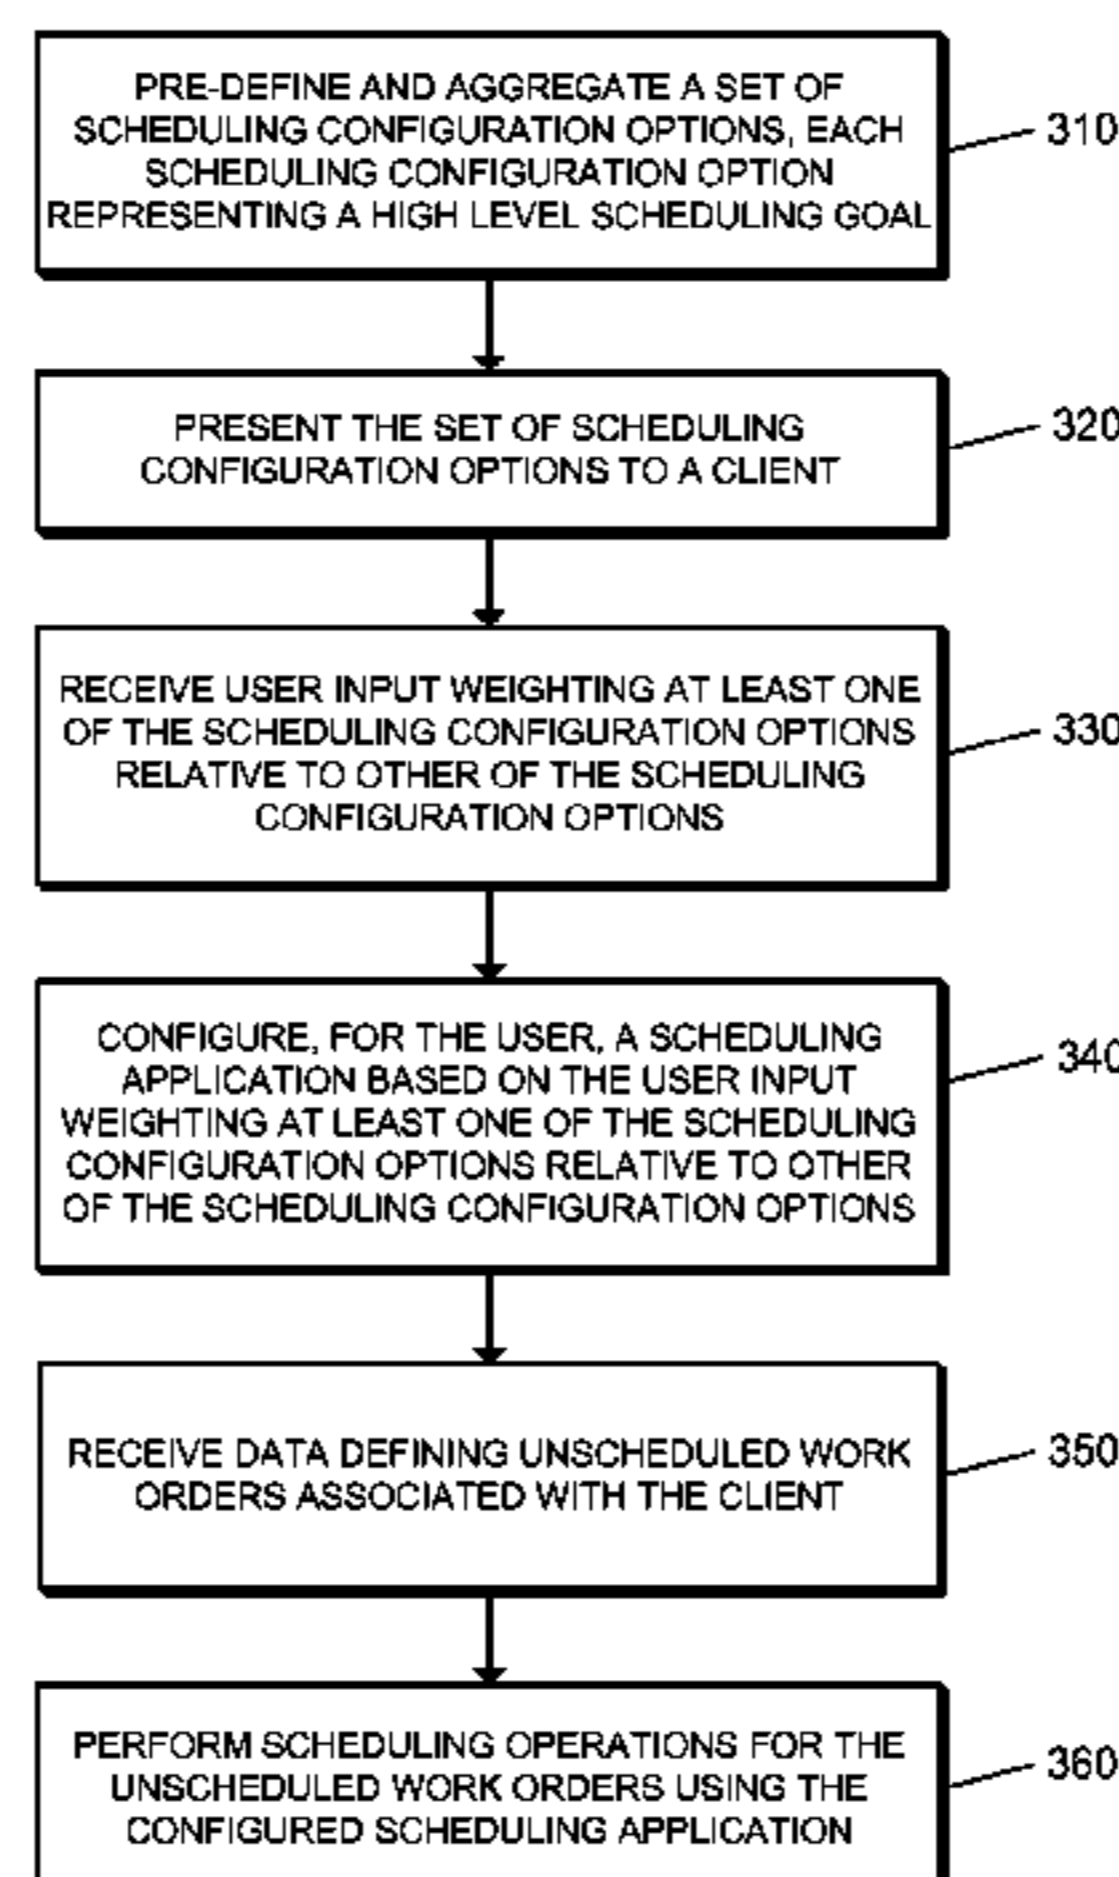 PRE-DEFINE AND AGGREGATE A SET OF
SCHEDULING CONFIGURATION OPTIONS, EACH
SCHEDULING CONFIGURATION OPTION
REPRESENTING A HIGH LEVEL SCHEDULING GOAL
310
PRESENT THE SET OF SCHEDULING
CONFIGURATION OPTIONS TO A CLIENT
320
RECEIVE USER INPUT WEIGHTING AT LEAST ONE
OF THE SCHEDULING CONFIGURATION OPTIONS
RELATIVE TO OTHER OF THE SCHEDULING
CONFIGURATION OPTIONS
330
CONFIGURE, FOR THE USER, A SCHEDULING
APPLICATION BASED ON THE USER INPUT
WEIGHTING AT LEAST ONE OF THE SCHEDULING
CONFIGURATION OPTIONS RELATIVE TO OTHER
OF THE SCHEDULING CONFIGURATION OPTIONS
340
RECEIVE DATA DEFINING UNSCHEDULED WORK
ORDERS ASSOCIATED WITH THE CLIENT
350
PERFORM SCHEDULING OPERATIONS FOR THE
UNSCHEDULED WORK ORDERS USING THE
CONFIGURED SCHEDULING APPLICATION
360